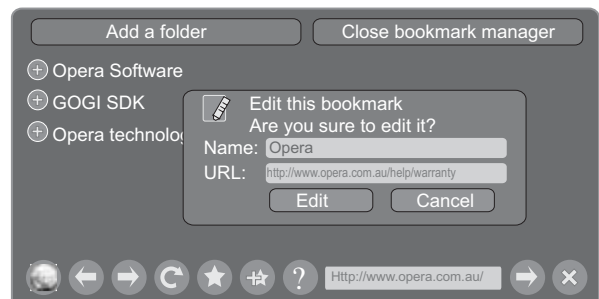 Add a folder
Close bookmark manager
Opera Software
GOGI SDK
Opera technolog
Edit this bookmark
Are you sure to edit it?
Name: Opera
URL: http://www.opera.com.au/help/warranty
Edit
Cancel
?
Http://www.opera.com.au/